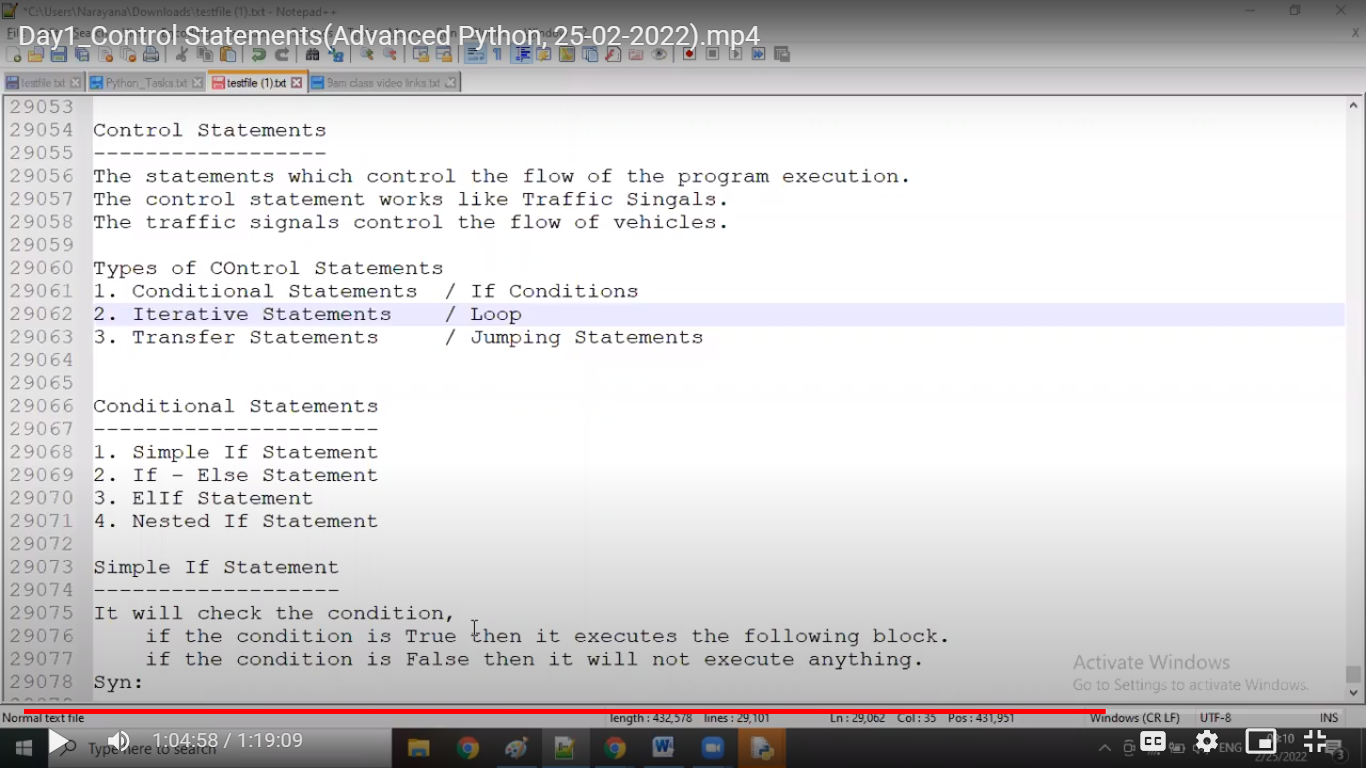 *C:\Users\Narayana\Downloads\testfile (1).txt - Notepad++
Day1_Control Statements(Advanced Python, 25-02-2022).mp4
testfile.txt
Python_Tasks.txt
testfile (1).txt
9am class video links.txt
29053
29054 Control Statements
29055 ------------------
29056 The statements which control the flow of the program execution.
29057 The control statement works like Traffic Singals.
29058 The traffic signals control the flow of vehicles.
29059
29060 Types of COntrol Statements
29061 1. Conditional Statements  / If Conditions
29062 2. Iterative Statements    / Loop
29063 3. Transfer Statements     / Jumping Statements
29064
29065
29066 Conditional Statements
29067 ----------------------
29068 1. Simple If Statement
29069 2. If - Else Statement
29070 3. ElIf Statement
29071 4. Nested If Statement
29072
29073 Simple If Statement
29074 -------------------
29075 It will check the condition,
29076     if the condition is True then it executes the following block.
29077     if the condition is False then it will not execute anything.
29078 Syn:
Activate Windows
Go to Settings to activate Windows.
Normal text file
length : 432,578 lines : 29,101
Ln : 29,062 Col : 35 Pos : 431,951
Windows (CR LF)
UTF-8
INS
1:04:58 / 1:19:09
Type here to search
CC
ENG
2/25/2022
3